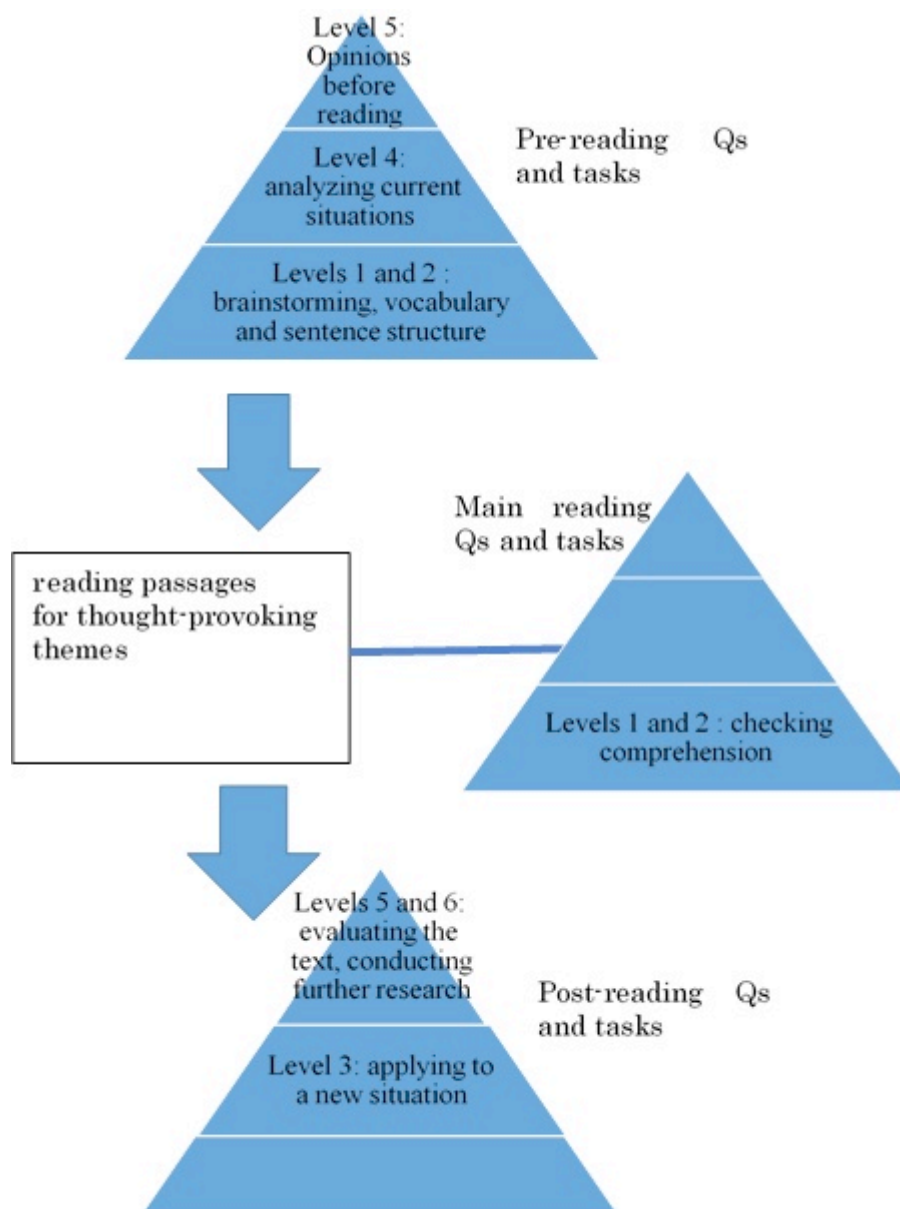 Level 5:
Opinions
before
reading
Level 4:
analyzing current
situations
Levels 1 and 2 :
brainstorming, vocabulary
and sentence structure
Pre-reading Qs
and tasks
reading passages
for thought-provoking
themes
Main reading
Qs and tasks
Levels 1 and 2 : checking
comprehension
Levels 5 and 6:
evaluating the
text, conducting
further research
Level 3: applying to
a new situation
Post-reading Qs
and tasks